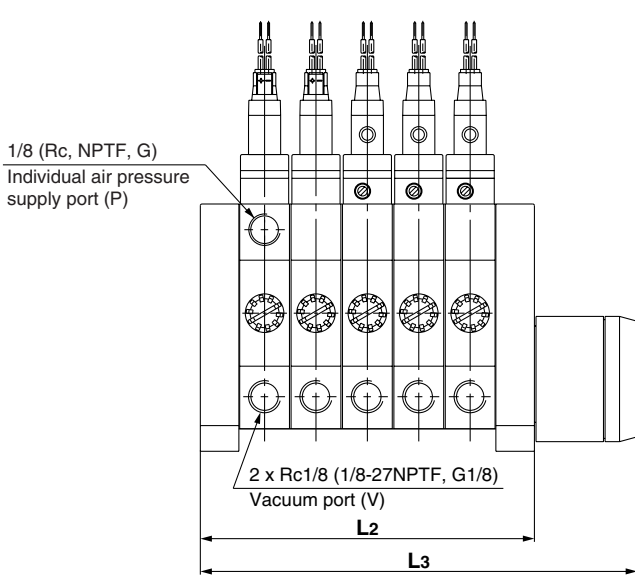 1/8 (Rc, NPTF, G)
Individual air pressure
supply port (P)
2 x Rc1/8 (1/8-27NPTF, G1/8)
Vacuum port (V)
L2
L3